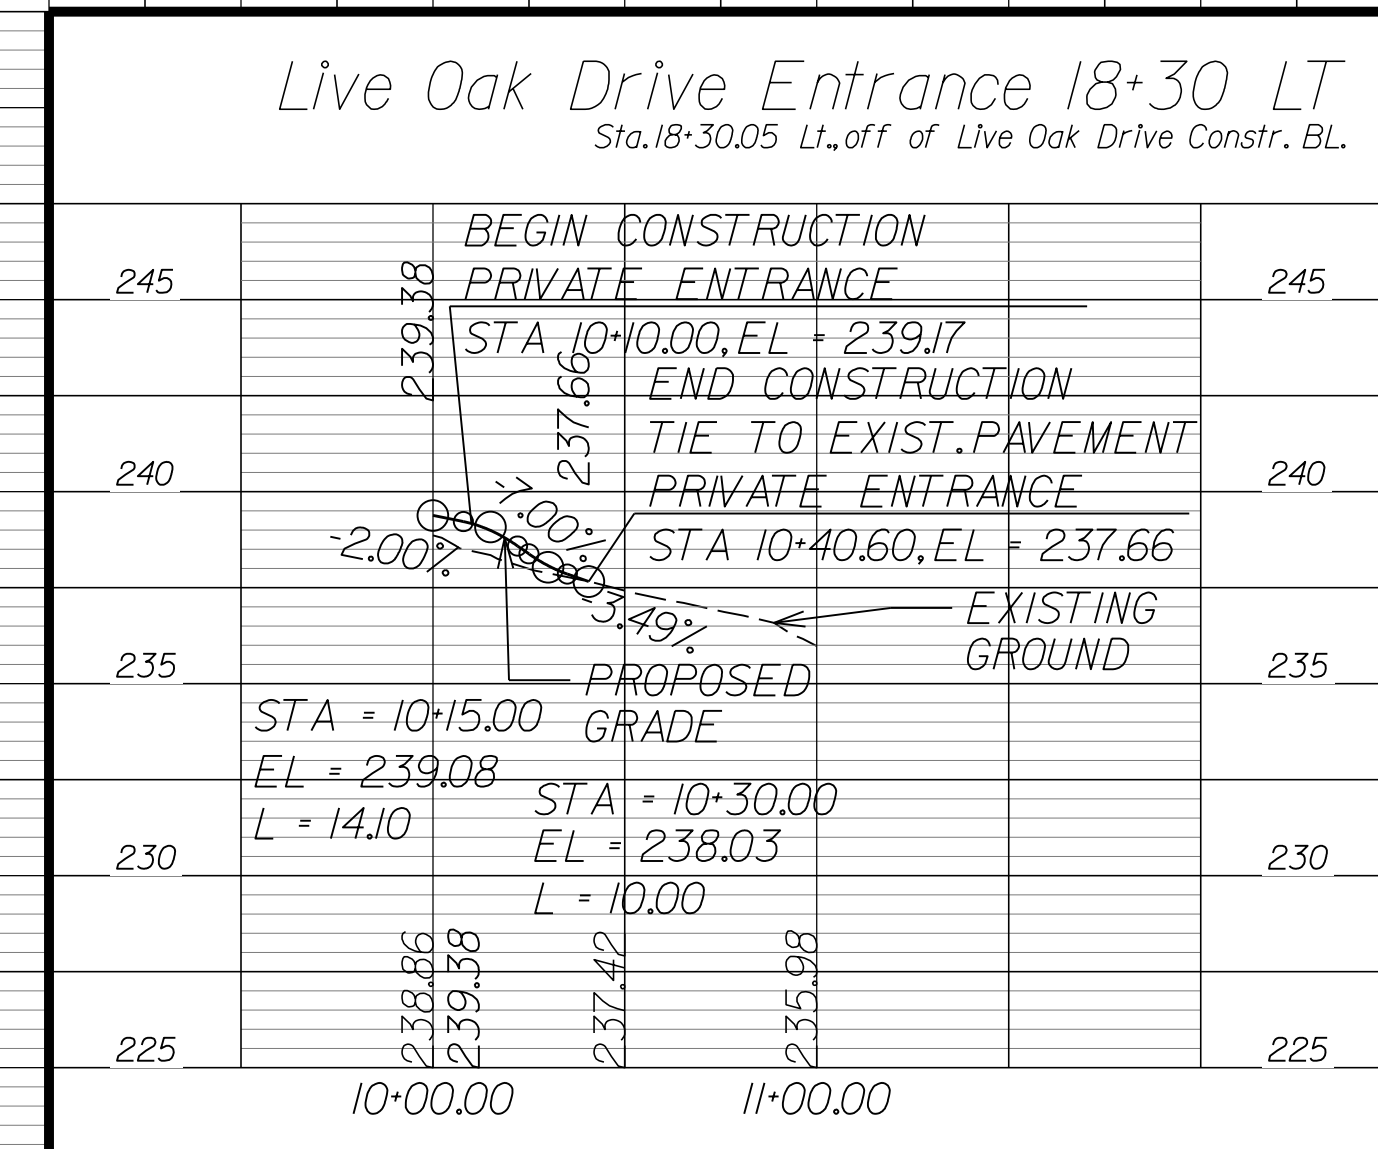 Live Oak Drive Entrance 18+30 LT
Sta. 18+30.05 Lt., off of Live Oak Drive Constr. BL.
BEGIN CONSTRUCTION
PRIVATE ENTRANCE
STA 10+10.00, EL = 239.17
245
245
239.38
237.66
END CONSTRUCTION
TIE TO EXIST. PAVEMENT
PRIVATE ENTRANCE
STA 10+40.60, EL = 237.66
240
240
-2.00%
-7.00%
-3.49%
EXISTING
GROUND
PROPOSED
GRADE
235
235
STA = 10+15.00
EL = 239.08
L = 14.10
STA = 10+30.00
EL = 238.03
L = 10.00
230
230
238.86
239.38
237.42
235.98
225
225
10+00.00
11+00.00